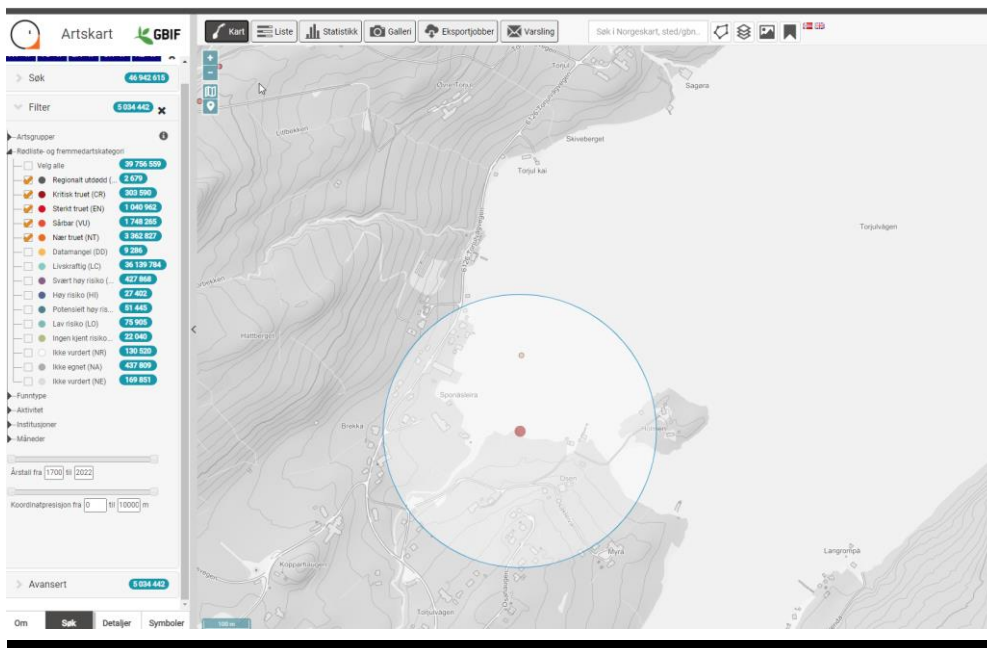 Artskart GBIF
Kart Liste Statistikk Galleri Eksportjobber Varsling Søk i Norgeskart, sted/gbn..
Søk 46 942 615
Filter 5 034 442
Artsgrupper
Rødliste- og fremmedartskategori
Velg alle 39 756 559
Regionalt utdødd (... 2 679
Kritisk truet (CR) 303 590
Sterkt truet (EN) 1 040 962
Sårbar (VU) 1 748 265
Nær truet (NT) 3 362 827
Datamangel (DD) 9 286
Livskraftig (LC) 36 139 784
Svært høy risiko (... 427 868
Høy risiko (HI) 27 402
Potensielt høy ris... 51 445
Lav risiko (LO) 75 905
Ingen kjent risiko... 22 040
Ikke vurdert (NR) 130 520
Ikke egnet (NA) 437 809
Ikke vurdert (NE) 169 851
Funntype
Aktivitet
Institusjoner
Måneder
Årstall fra 1700 til 2022
Koordinatpresisjon fra 0 til 10000 m
Avansert 5 034 442
Om Søk Detaljer Symboler
Torjul
Øvre Torjul
Sagøra
Lidbekken
Skiveberget
Torjul kai
Torjulvågen
Hattberget
Sponåsleira
Brekka
Holmen
Øien
Kopparhaugen
Myra
Langrompa
Torjulvågen
100 m